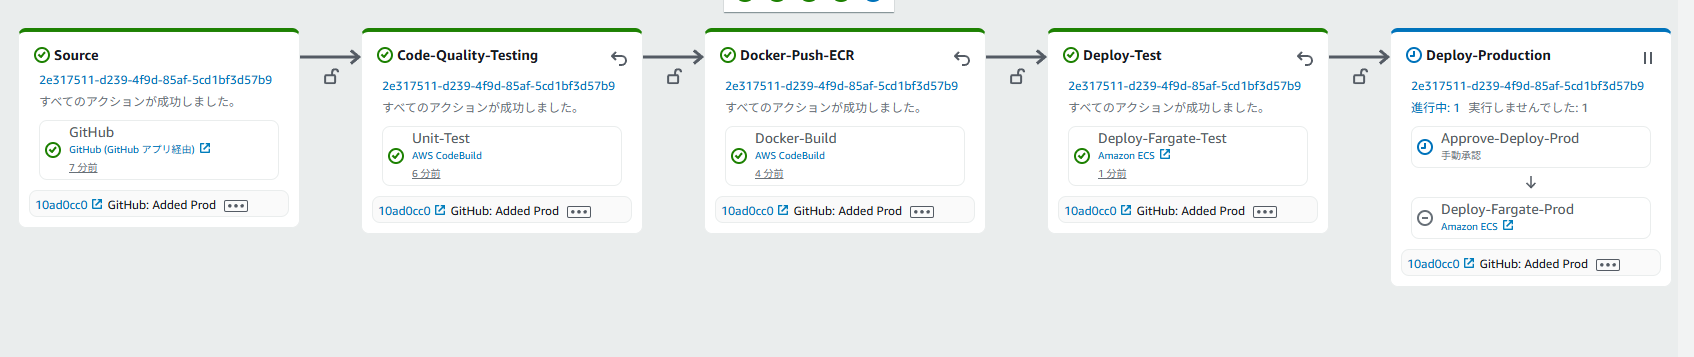 Source
2e317511-d239-4f9d-85af-5cd1bf3d57b9
すべてのアクションが成功しました。
GitHub
GitHub (GitHub アプリ経由)
7 分前
10ad0cc0 GitHub: Added Prod
Code-Quality-Testing
2e317511-d239-4f9d-85af-5cd1bf3d57b9
すべてのアクションが成功しました。
Unit-Test
AWS CodeBuild
6 分前
10ad0cc0 GitHub: Added Prod
Docker-Push-ECR
2e317511-d239-4f9d-85af-5cd1bf3d57b9
すべてのアクションが成功しました。
Docker-Build
AWS CodeBuild
4 分前
10ad0cc0 GitHub: Added Prod
Deploy-Test
2e317511-d239-4f9d-85af-5cd1bf3d57b9
すべてのアクションが成功しました。
Deploy-Fargate-Test
Amazon ECS
1 分前
10ad0cc0 GitHub: Added Prod
Deploy-Production
2e317511-d239-4f9d-85af-5cd1bf3d57b9
進行中: 1 実行しませんでした: 1
Approve-Deploy-Prod
手動承認
Deploy-Fargate-Prod
Amazon ECS
10ad0cc0 GitHub: Added Prod